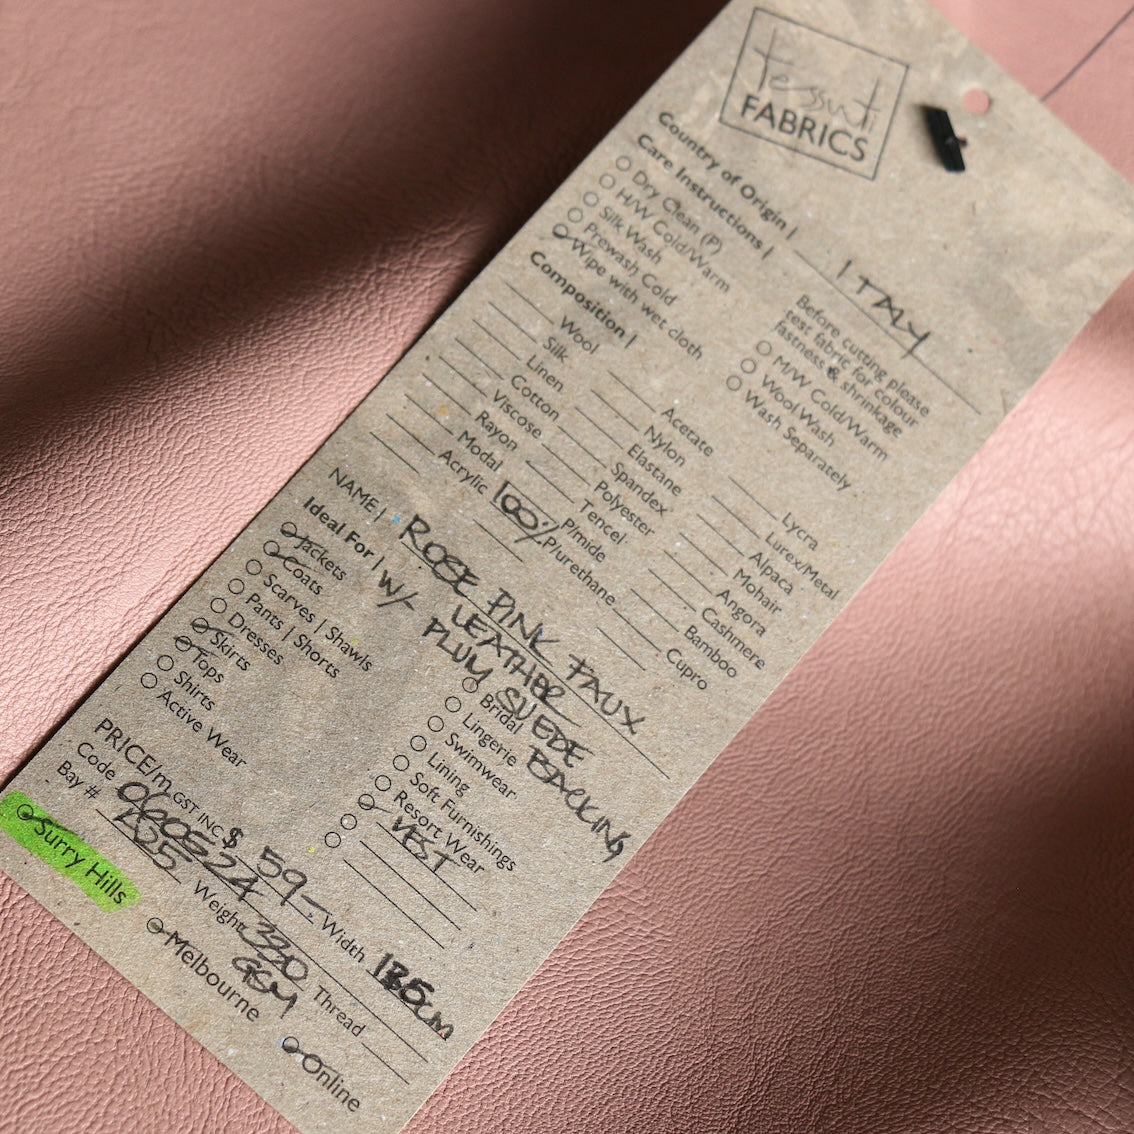 tessuti
FABRICS
Country of Origin | ITALY
Care Instructions |
Dry Clean (P)
H/W Cold/Warm
Silk Wash
Prewash Cold
Wipe with wet cloth
Before cutting please
test fabric for colour
fastness & shrinkage
M/W Cold/Warm
Wool Wash
Wash Separately
Composition |
Wool
Silk
Linen
Cotton
Viscose
Rayon
Modal
Acrylic
Acetate
Nylon
Elastane
Spandex
Polyester
Tencel
P/mide
100% P/urethane
Lycra
Lurex/Metal
Alpaca
Mohair
Angora
Cashmere
Bamboo
Cupro
NAME | ROSE PINK FAUX
LEATHER
W/- PLUM SUEDE
BACKING
Ideal For |
Jackets
Coats
Scarves | Shawls
Pants | Shorts
Dresses
Skirts
Tops
Shirts
Active Wear
Bridal
Lingerie
Swimwear
Lining
Soft Furnishings
Resort Wear
VEST
PRICE/m GST INC $ 59-
Width 135cm
Code 060524
Weight 330
GSM
Thread
Bay # A25
Surry Hills
Melbourne
Online